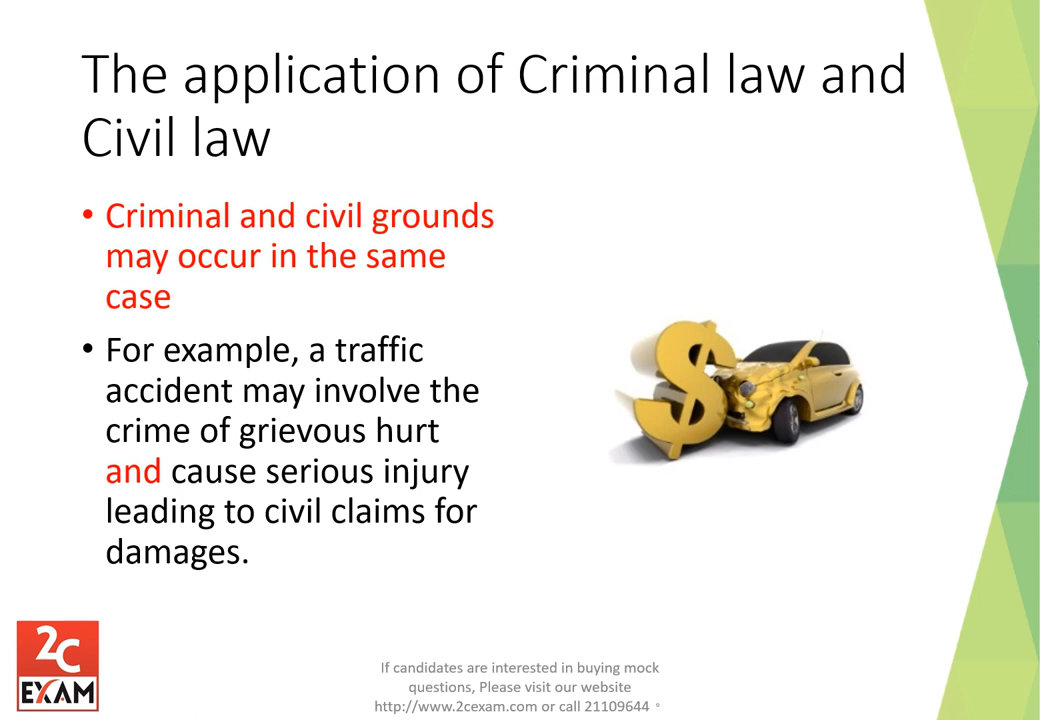 The application of Criminal law and
Civil law
• Criminal and civil grounds
may occur in the same
case
• For example, a traffic
accident may involve the
crime of grievous hurt
and cause serious injury
leading to civil claims for
damages.
$
2C
EXAM
If candidates are interested in buying mock
questions, Please visit our website
http://www.2cexam.com or call 21109644 。